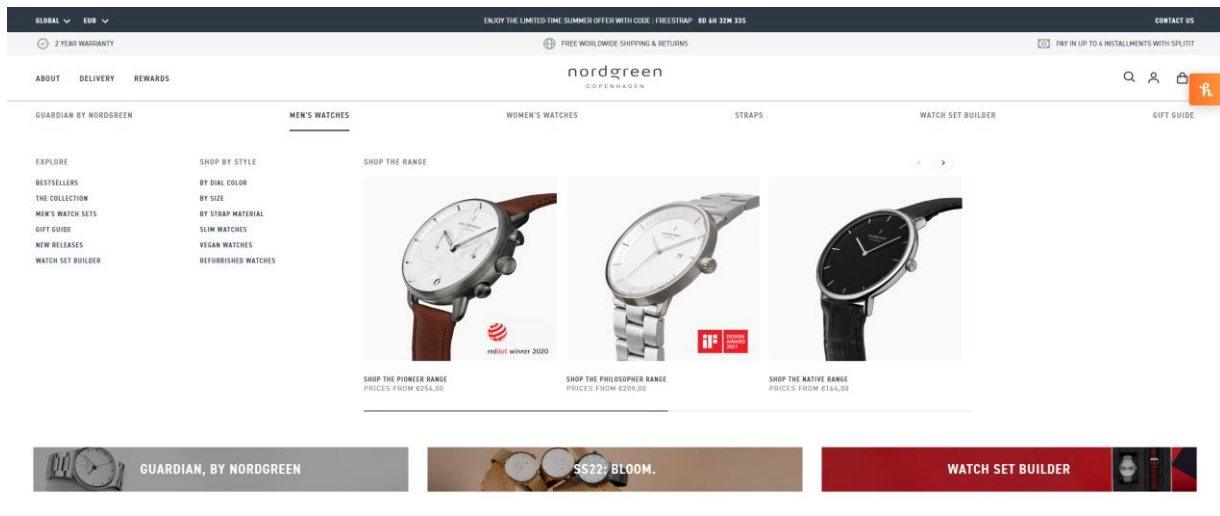 GLOBAL EUR ENJOY THE LIMITED-TIME SUMMER OFFER WITH CODE : FREESTRAP 0D 6H 32M 33S CONTACT US
2 YEAR WARRANTY FREE WORLDWIDE SHIPPING & RETURNS PAY IN UP TO 4 INSTALLMENTS WITH SPLITIT
ABOUT DELIVERY REWARDS nordgreen
COPENHAGEN
GUARDIAN BY NORDGREEN MEN'S WATCHES WOMEN'S WATCHES STRAPS WATCH SET BUILDER GIFT GUIDE
EXPLORE
BESTSELLERS
THE COLLECTION
MEN'S WATCH SETS
GIFT GUIDE
NEW RELEASES
WATCH SET BUILDER
SHOP BY STYLE
BY DIAL COLOR
BY SIZE
BY STRAP MATERIAL
SLIM WATCHES
VEGAN WATCHES
REFURBISHED WATCHES
SHOP THE RANGE
reddot winner 2020
iF DESIGN
AWARD
2021
SHOP THE PIONEER RANGE
PRICES FROM €254,00
SHOP THE PHILOSOPHER RANGE
PRICES FROM €209,00
SHOP THE NATIVE RANGE
PRICES FROM €164,00
GUARDIAN, BY NORDGREEN SS22: BLOOM. WATCH SET BUILDER